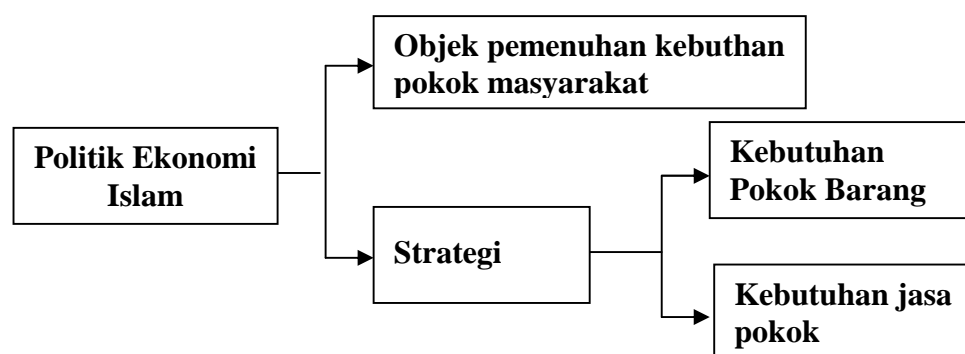 Objek pemenuhan kebuthan
pokok masyarakat
Politik Ekonomi
Islam
Strategi
Kebutuhan
Pokok Barang
Kebutuhan jasa
pokok